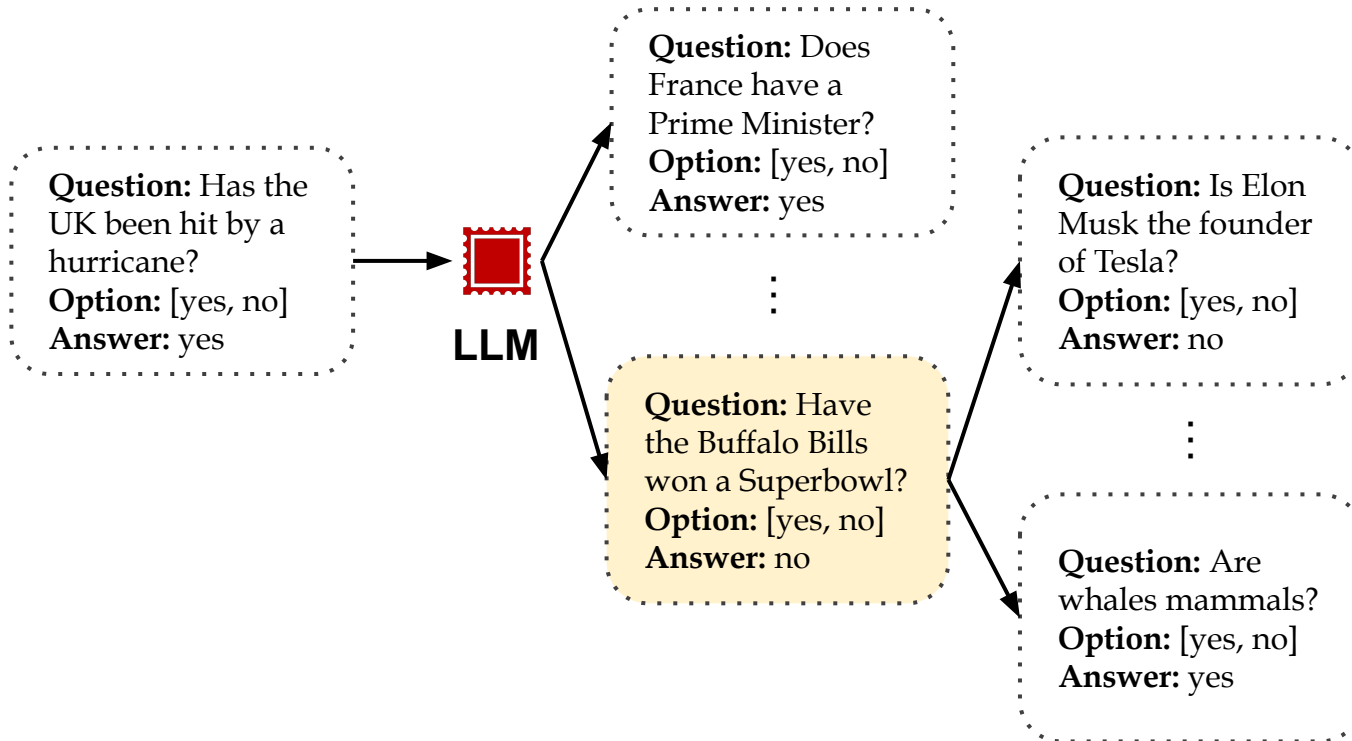 Question: Has the
UK been hit by a
hurricane?
Option: [yes, no]
Answer: yes
LLM
Question: Does
France have a
Prime Minister?
Option: [yes, no]
Answer: yes
Question: Have
the Buffalo Bills
won a Superbowl?
Option: [yes, no]
Answer: no
Question: Is Elon
Musk the founder
of Tesla?
Option: [yes, no]
Answer: no
Question: Are
whales mammals?
Option: [yes, no]
Answer: yes